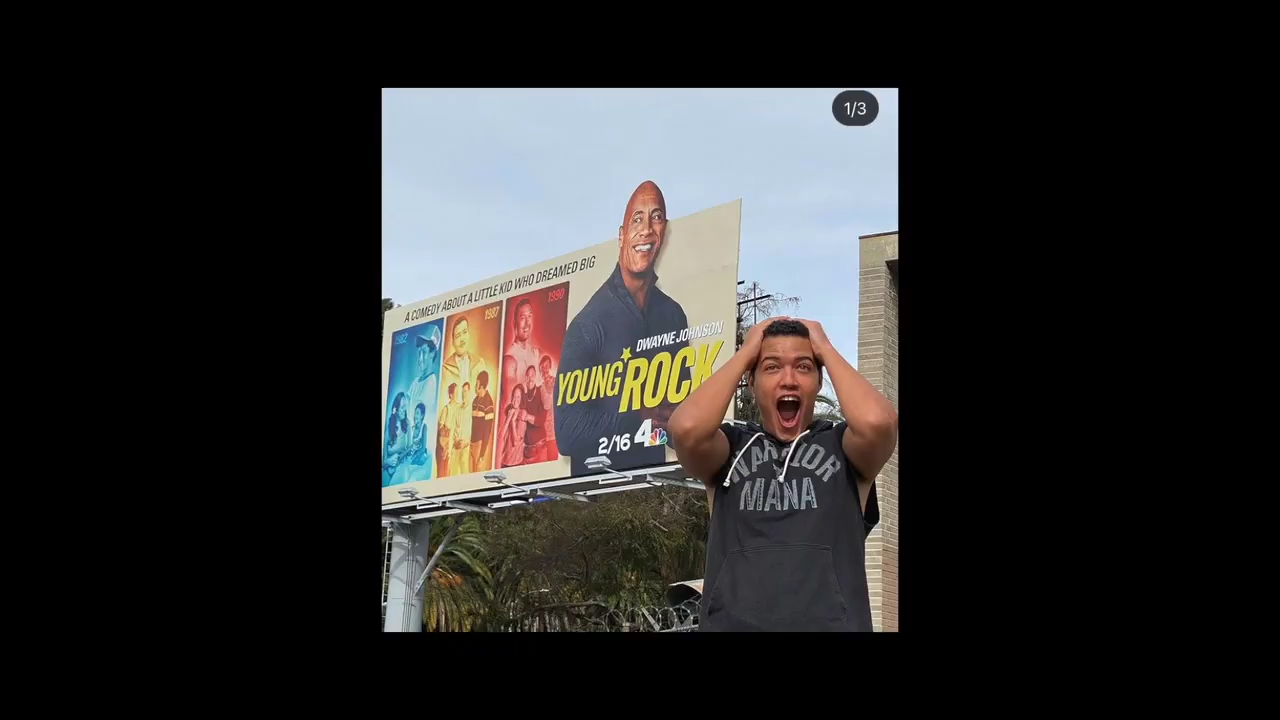 1/3
A COMEDY ABOUT A LITTLE KID WHO DREAMED BIG
1982
1987
1990
DWAYNE JOHNSON
YOUNG ROCK
2/16 4
WARRIOR
MANA